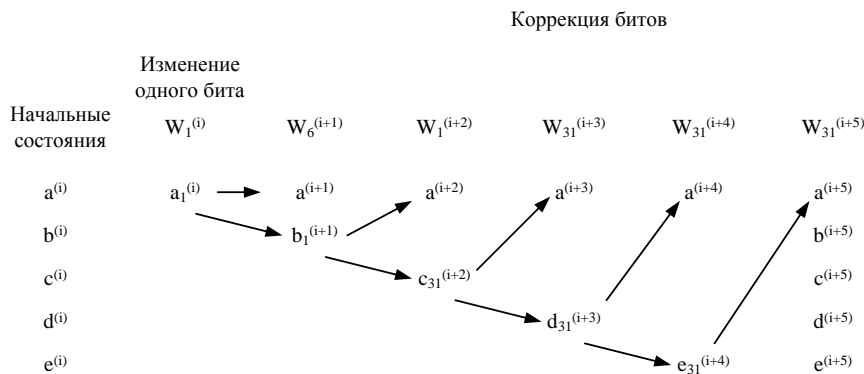 Коррекция битов
Изменение
одного бита
Начальные
состояния
W₁⁽ⁱ⁾ W₆⁽ⁱ⁺¹⁾ W₁⁽ⁱ⁺²⁾ W₃₁⁽ⁱ⁺³⁾ W₃₁⁽ⁱ⁺⁴⁾ W₃₁⁽ⁱ⁺⁵⁾
a⁽ⁱ⁾ a₁⁽ⁱ⁾ a⁽ⁱ⁺¹⁾ a⁽ⁱ⁺²⁾ a⁽ⁱ⁺³⁾ a⁽ⁱ⁺⁴⁾ a⁽ⁱ⁺⁵⁾
b⁽ⁱ⁾ b₁⁽ⁱ⁺¹⁾ b⁽ⁱ⁺⁵⁾
c⁽ⁱ⁾ c₃₁⁽ⁱ⁺²⁾ c⁽ⁱ⁺⁵⁾
d⁽ⁱ⁾ d₃₁⁽ⁱ⁺³⁾ d⁽ⁱ⁺⁵⁾
e⁽ⁱ⁾ e₃₁⁽ⁱ⁺⁴⁾ e⁽ⁱ⁺⁵⁾